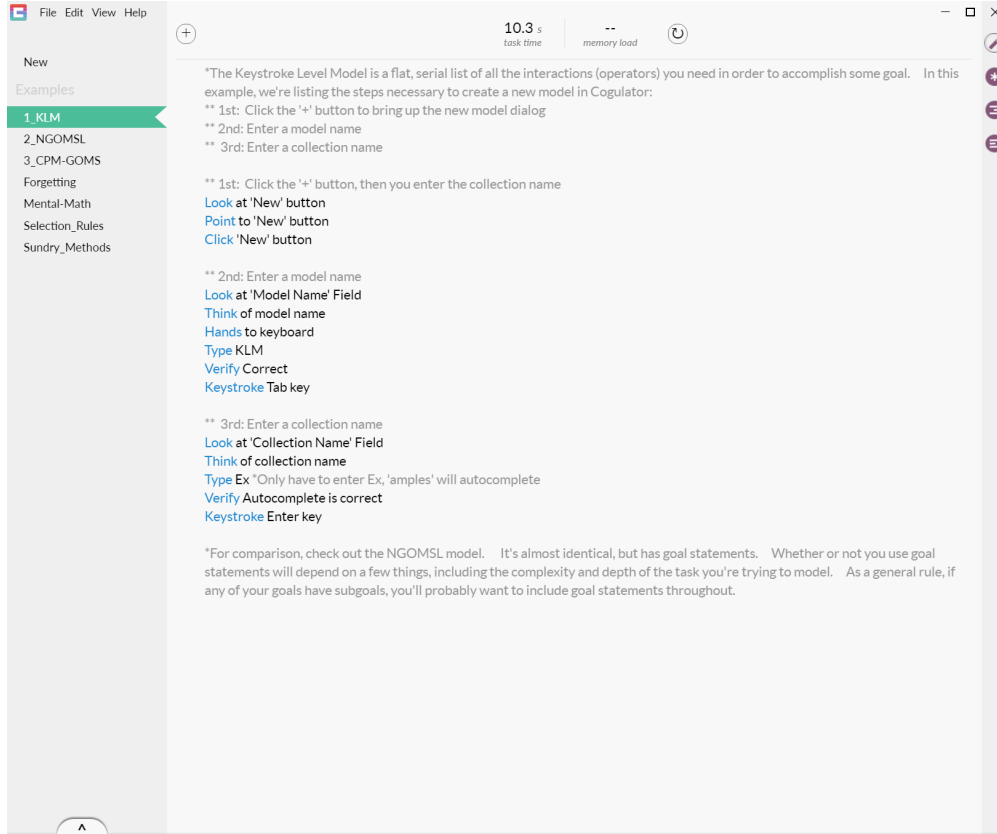 File Edit View Help
10.3 s
task time
--
memory load
New
Examples
1_KLM
2_NGOMSL
3_CPM-GOMS
Forgetting
Mental-Math
Selection_Rules
Sundry_Methods
*The Keystroke Level Model is a flat, serial list of all the interactions (operators) you need in order to accomplish some goal. In this
example, we're listing the steps necessary to create a new model in Cogulator:
** 1st: Click the '+' button to bring up the new model dialog
** 2nd: Enter a model name
** 3rd: Enter a collection name
** 1st: Click the '+' button, then you enter the collection name
Look at 'New' button
Point to 'New' button
Click 'New' button
** 2nd: Enter a model name
Look at 'Model Name' Field
Think of model name
Hands to keyboard
Type KLM
Verify Correct
Keystroke Tab key
** 3rd: Enter a collection name
Look at 'Collection Name' Field
Think of collection name
Type Ex *Only have to enter Ex, 'amples' will autocomplete
Verify Autocomplete is correct
Keystroke Enter key
*For comparison, check out the NGOMSL model. It's almost identical, but has goal statements. Whether or not you use goal
statements will depend on a few things, including the complexity and depth of the task you're trying to model. As a general rule, if
any of your goals have subgoals, you'll probably want to include goal statements throughout.